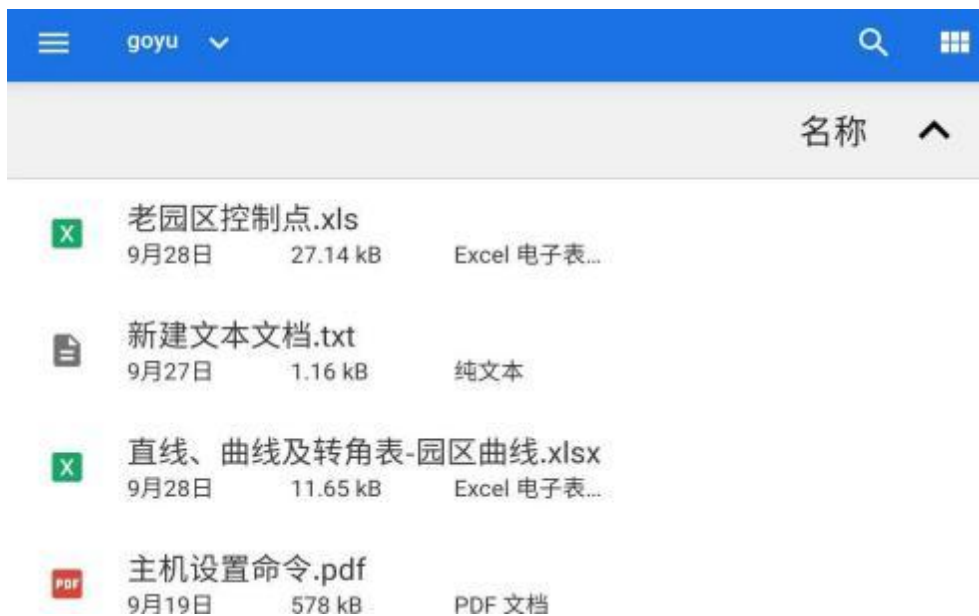 goyu
名称
老园区控制点.xls
9月28日 27.14 kB Excel 电子表...
新建文本文档.txt
9月27日 1.16 kB 纯文本
直线、曲线及转角表-园区曲线.xlsx
9月28日 11.65 kB Excel 电子表...
主机设置命令.pdf
9月19日 578 kB PDF 文档